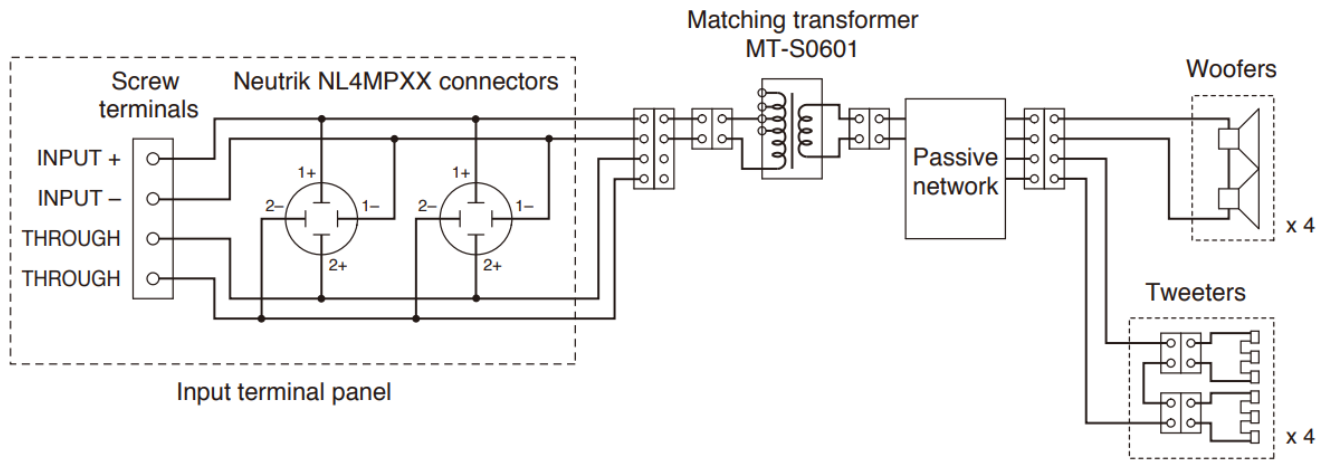 Matching transformer
MT-S0601
Woofers
Screw
terminals
Neutrik NL4MPXX connectors
INPUT +
INPUT –
THROUGH
THROUGH
1+
2–
1–
2+
1+
2–
1–
2+
Passive
network
x 4
Tweeters
x 4
Input terminal panel